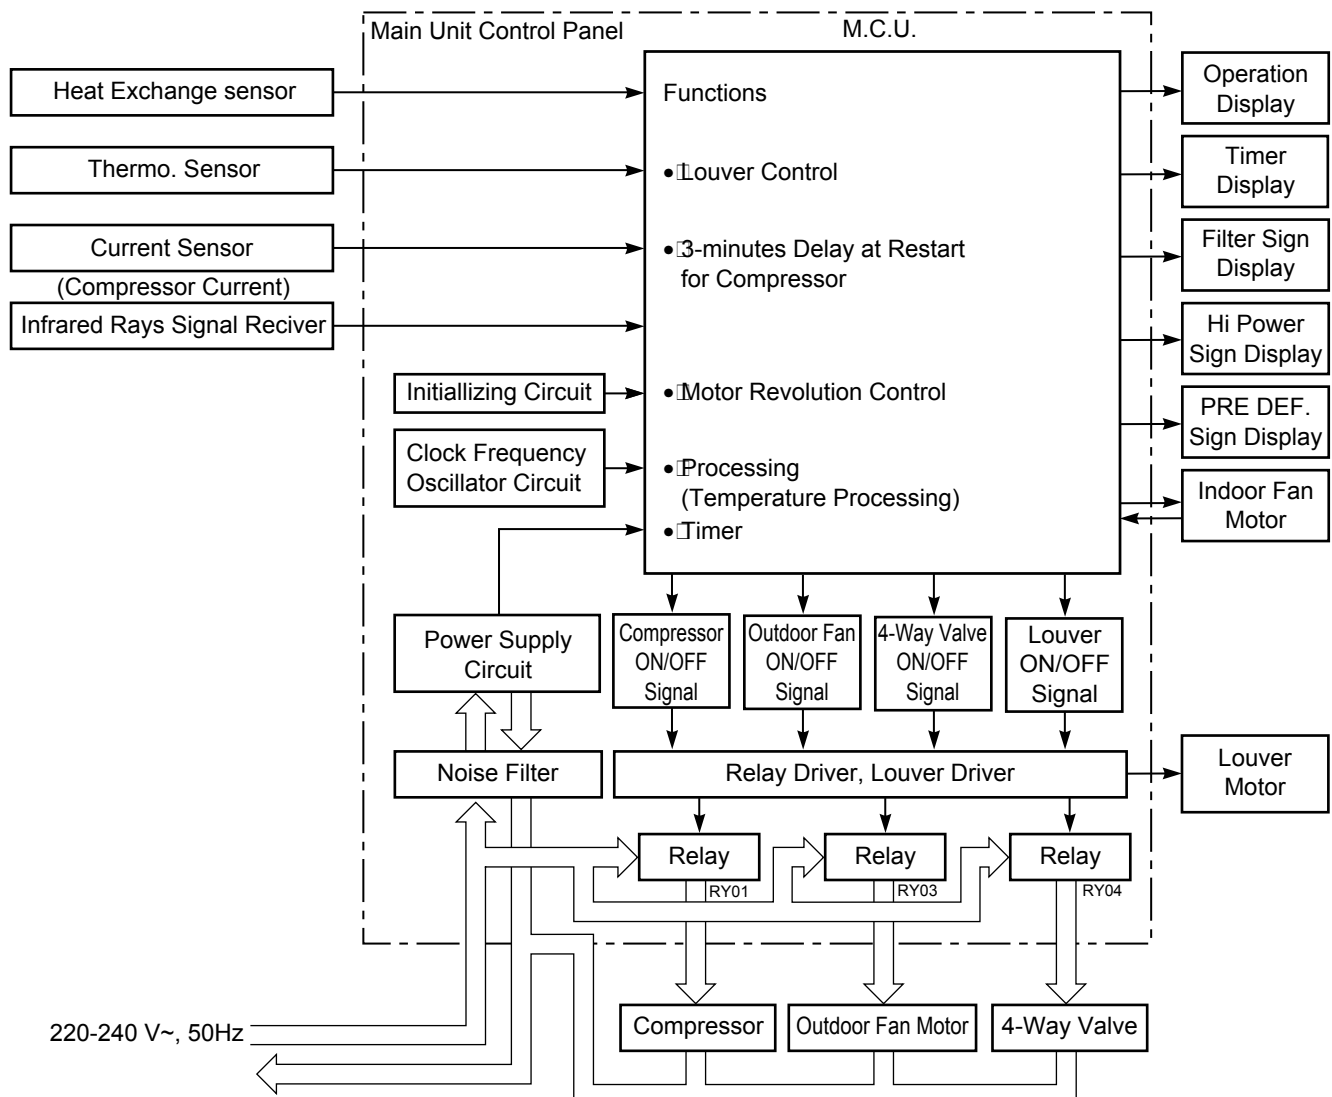 Main Unit Control Panel
M.C.U.
Heat Exchange sensor
Thermo. Sensor
Current Sensor
(Compressor Current)
Infrared Rays Signal Reciver
Initiallizing Circuit
Clock Frequency
Oscillator Circuit
Functions
• Louver Control
• 3-minutes Delay at Restart
for Compressor
• Motor Revolution Control
• Processing
(Temperature Processing)
• Timer
Operation
Display
Timer
Display
Filter Sign
Display
Hi Power
Sign Display
PRE DEF.
Sign Display
Indoor Fan
Motor
Power Supply
Circuit
Compressor
ON/OFF
Signal
Outdoor Fan
ON/OFF
Signal
4-Way Valve
ON/OFF
Signal
Louver
ON/OFF
Signal
Noise Filter
Relay Driver, Louver Driver
Louver
Motor
Relay
RY01
Relay
RY03
Relay
RY04
220-240 V~, 50Hz
Compressor
Outdoor Fan Motor
4-Way Valve